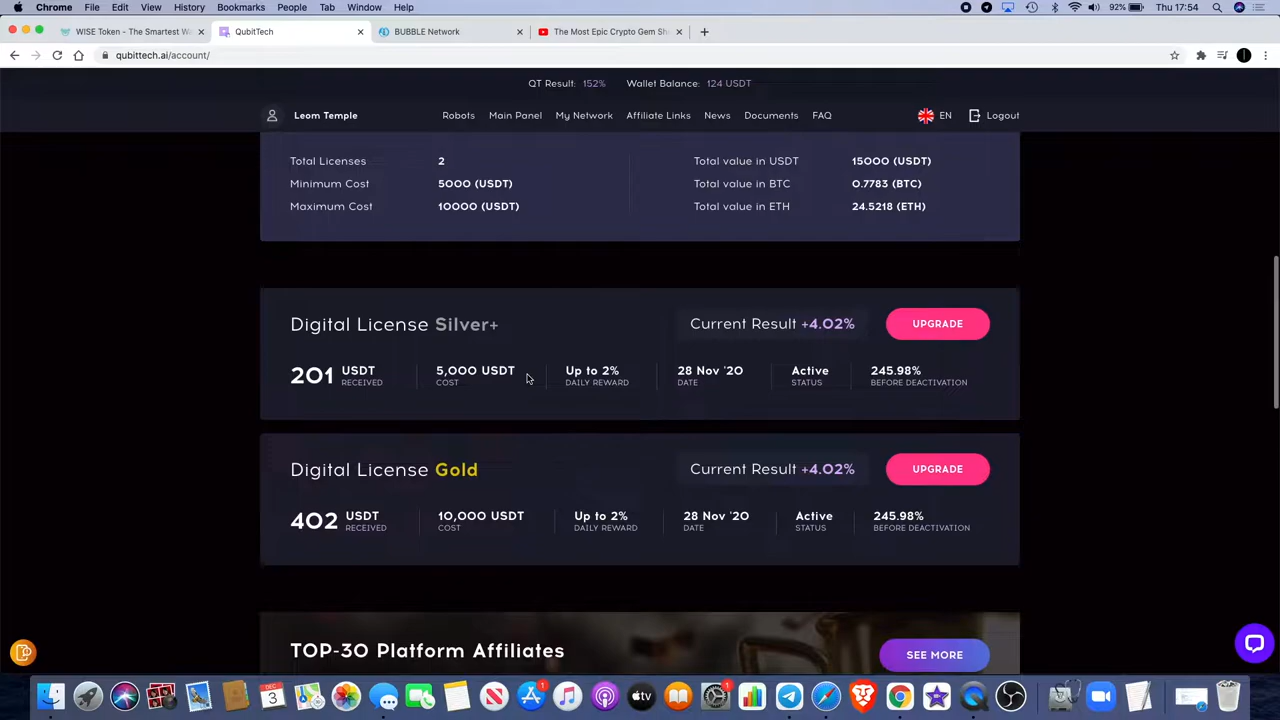 Chrome File Edit View History Bookmarks People Tab Window Help 92% Thu 17:54
WISE Token - The Smartest W
QubitTech
BUBBLE Network
The Most Epic Crypto Gem Sh
qubittech.ai/account/
QT Result: 152% Wallet Balance: 124 USDT
Leom Temple Robots Main Panel My Network Affiliate Links News Documents FAQ EN Logout
Total Licenses 2 Total value in USDT 15000 (USDT)
Minimum Cost 5000 (USDT) Total value in BTC 0.7783 (BTC)
Maximum Cost 10000 (USDT) Total value in ETH 24.5218 (ETH)
Digital License Silver+ Current Result +4.02% UPGRADE
201 USDT 5,000 USDT Up to 2% 28 Nov '20 Active 245.98%
RECEIVED COST DAILY REWARD DATE STATUS BEFORE DEACTIVATION
Digital License Gold Current Result +4.02% UPGRADE
402 USDT 10,000 USDT Up to 2% 28 Nov '20 Active 245.98%
RECEIVED COST DAILY REWARD DATE STATUS BEFORE DEACTIVATION
TOP-30 Platform Affiliates SEE MORE
DEC
3
tv
1
1